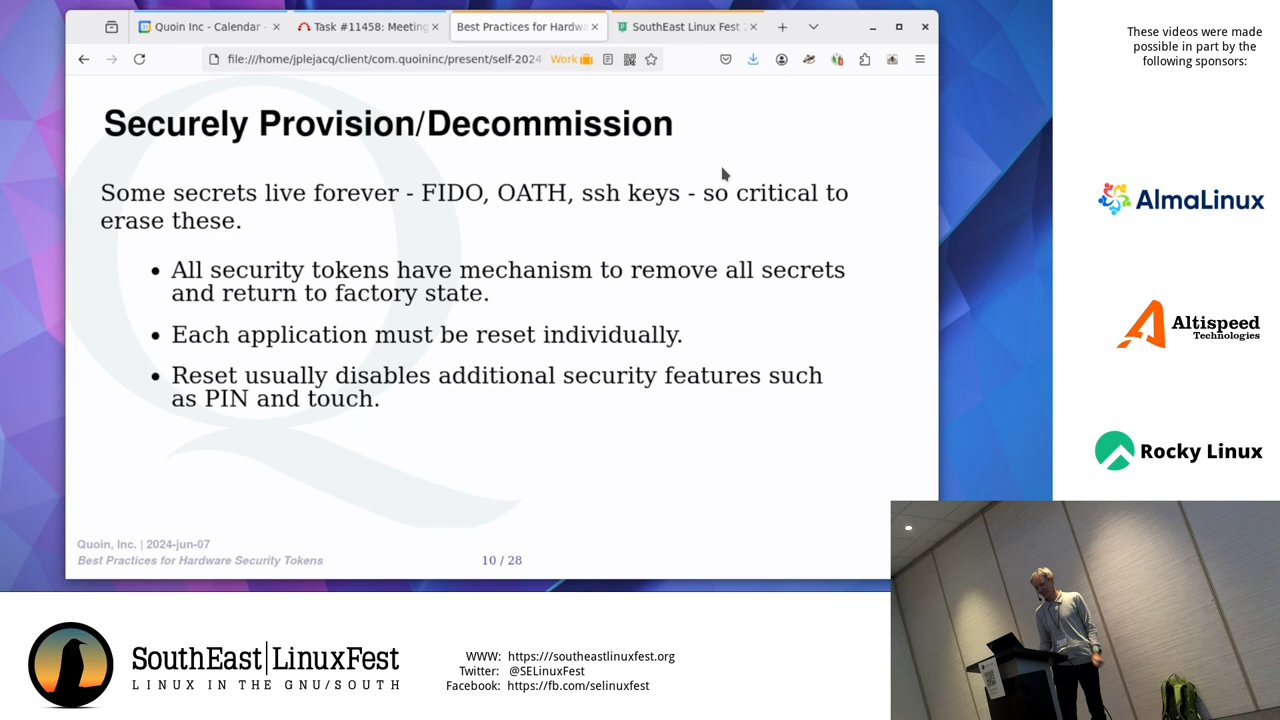 Quoin Inc - Calendar -
Task #11458: Meeting
Best Practices for Hardwa
SouthEast Linux Fest 2
file:///home/jplejacq/client/com.quoininc/present/self-2024
Work
Securely Provision/Decommission
Some secrets live forever - FIDO, OATH, ssh keys - so critical to
erase these.
• All security tokens have mechanism to remove all secrets
and return to factory state.
• Each application must be reset individually.
• Reset usually disables additional security features such
as PIN and touch.
Quoin, Inc. | 2024-jun-07
Best Practices for Hardware Security Tokens
10 / 28
These videos were made
possible in part by the
following sponsors:
AlmaLinux
Altispeed
Technologies
Rocky Linux
SouthEast|LinuxFest
LINUX IN THE GNU/SOUTH
WWW: https://southeastlinuxfest.org
Twitter: @SELinuxFest
Facebook: https://fb.com/selinuxfest